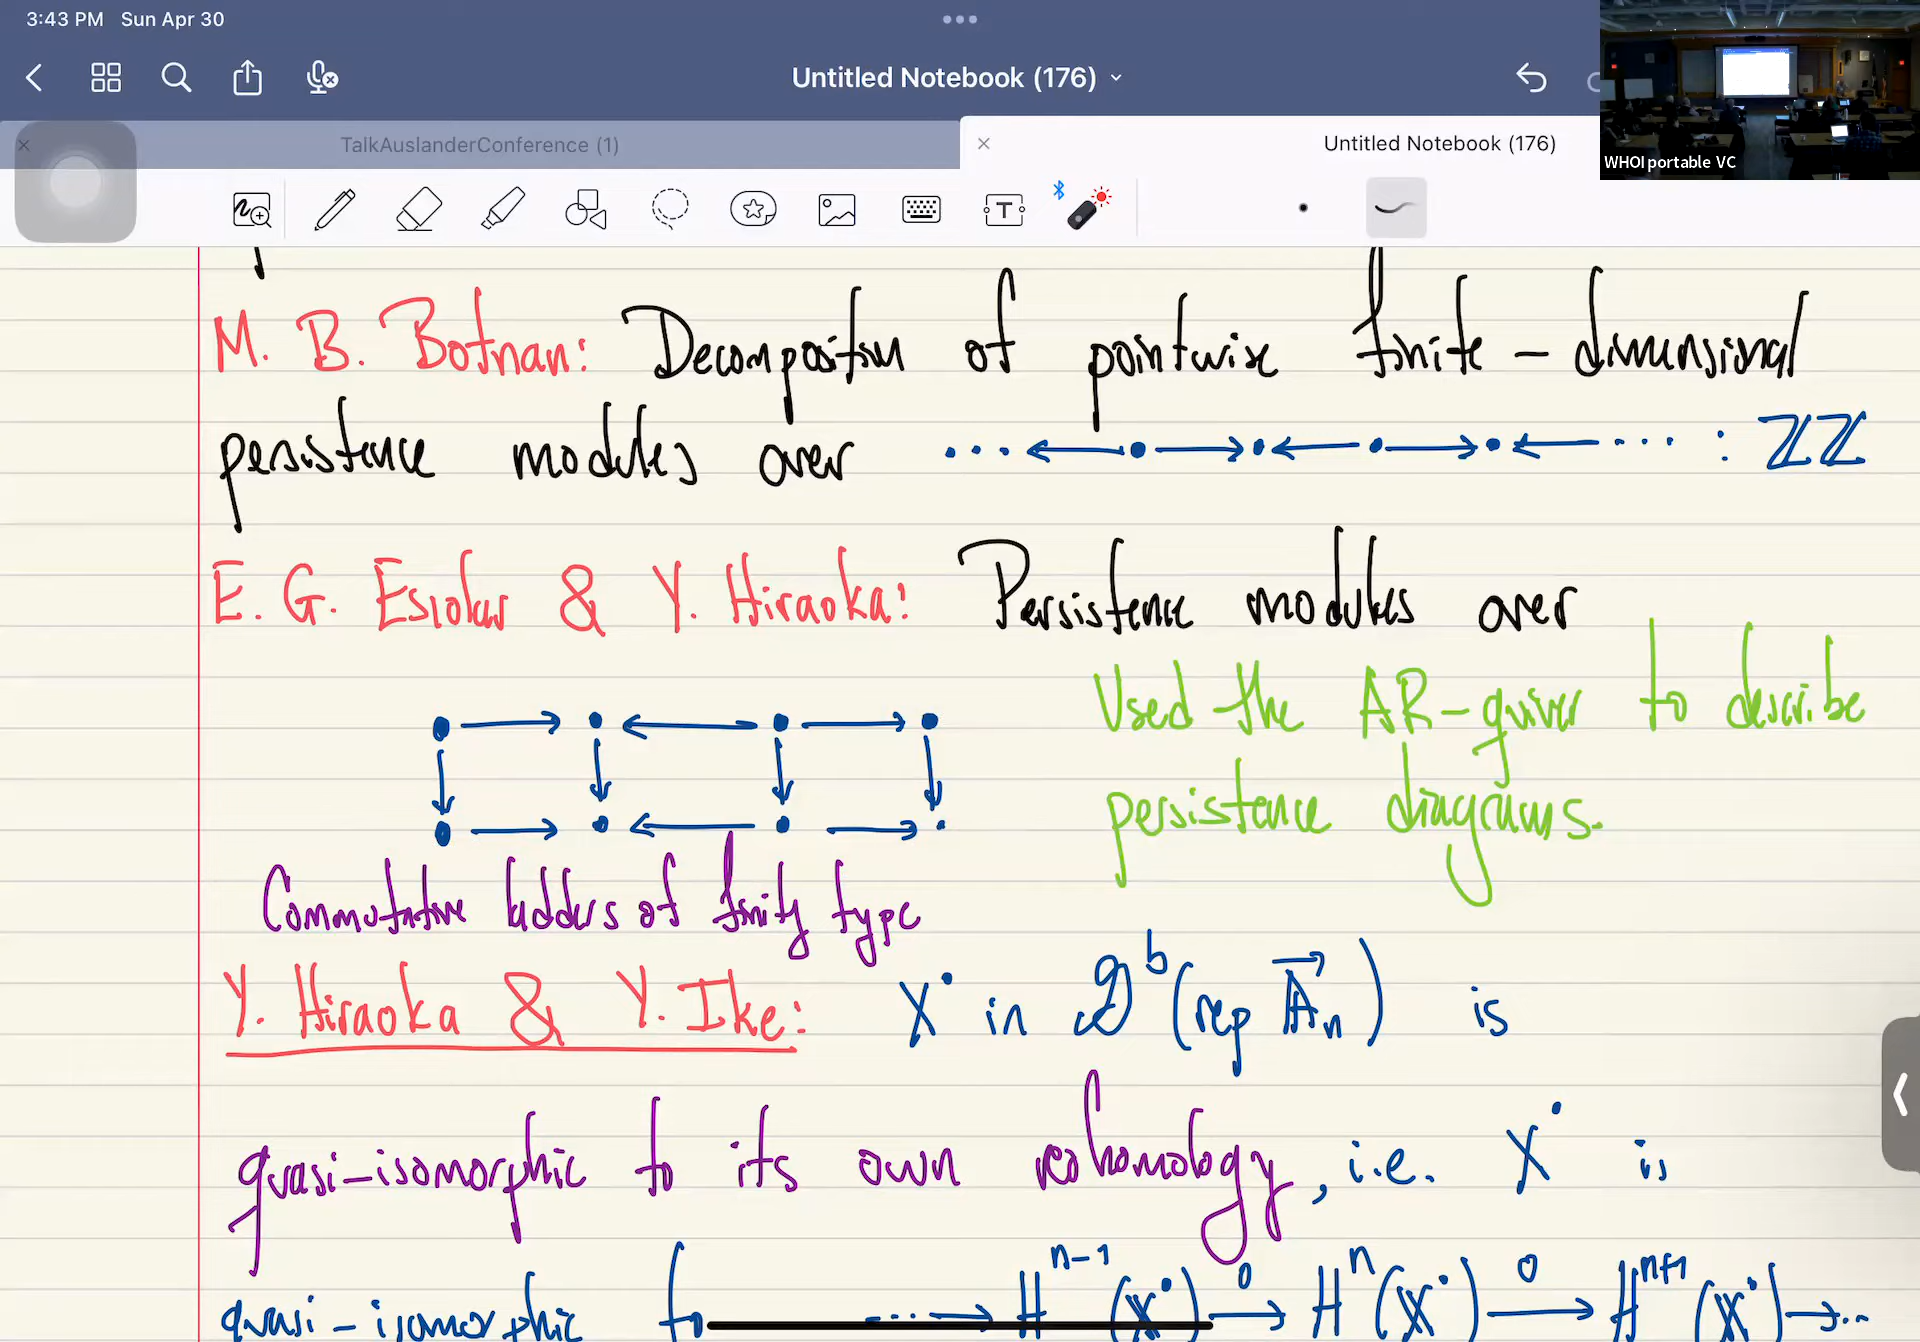 3:43 PM Sun Apr 30
Untitled Notebook (176)
WHOI portable VC
TalkAuslanderConference (1)
Untitled Notebook (176)
T
M. B. Botnan: Decomposition of pointwise finite-dimensional
persistence modules over ... ← • → • ← • → • ← ... : ZZ
E. G. Escolar & Y. Hiraoka: Persistence modules over
Used the AR-quiver to describe
persistence diagrams.
Commutative ladders of finite type
Y. Hiraoka & Y. Ike: X• in D^b(rep A⃗_n) is
quasi-isomorphic to its own cohomology, i.e. X• is
quasi-isomorphic to ... → H^{n-1}(X•) →^0 H^n(X•) →^0 H^{n+1}(X•) → ...